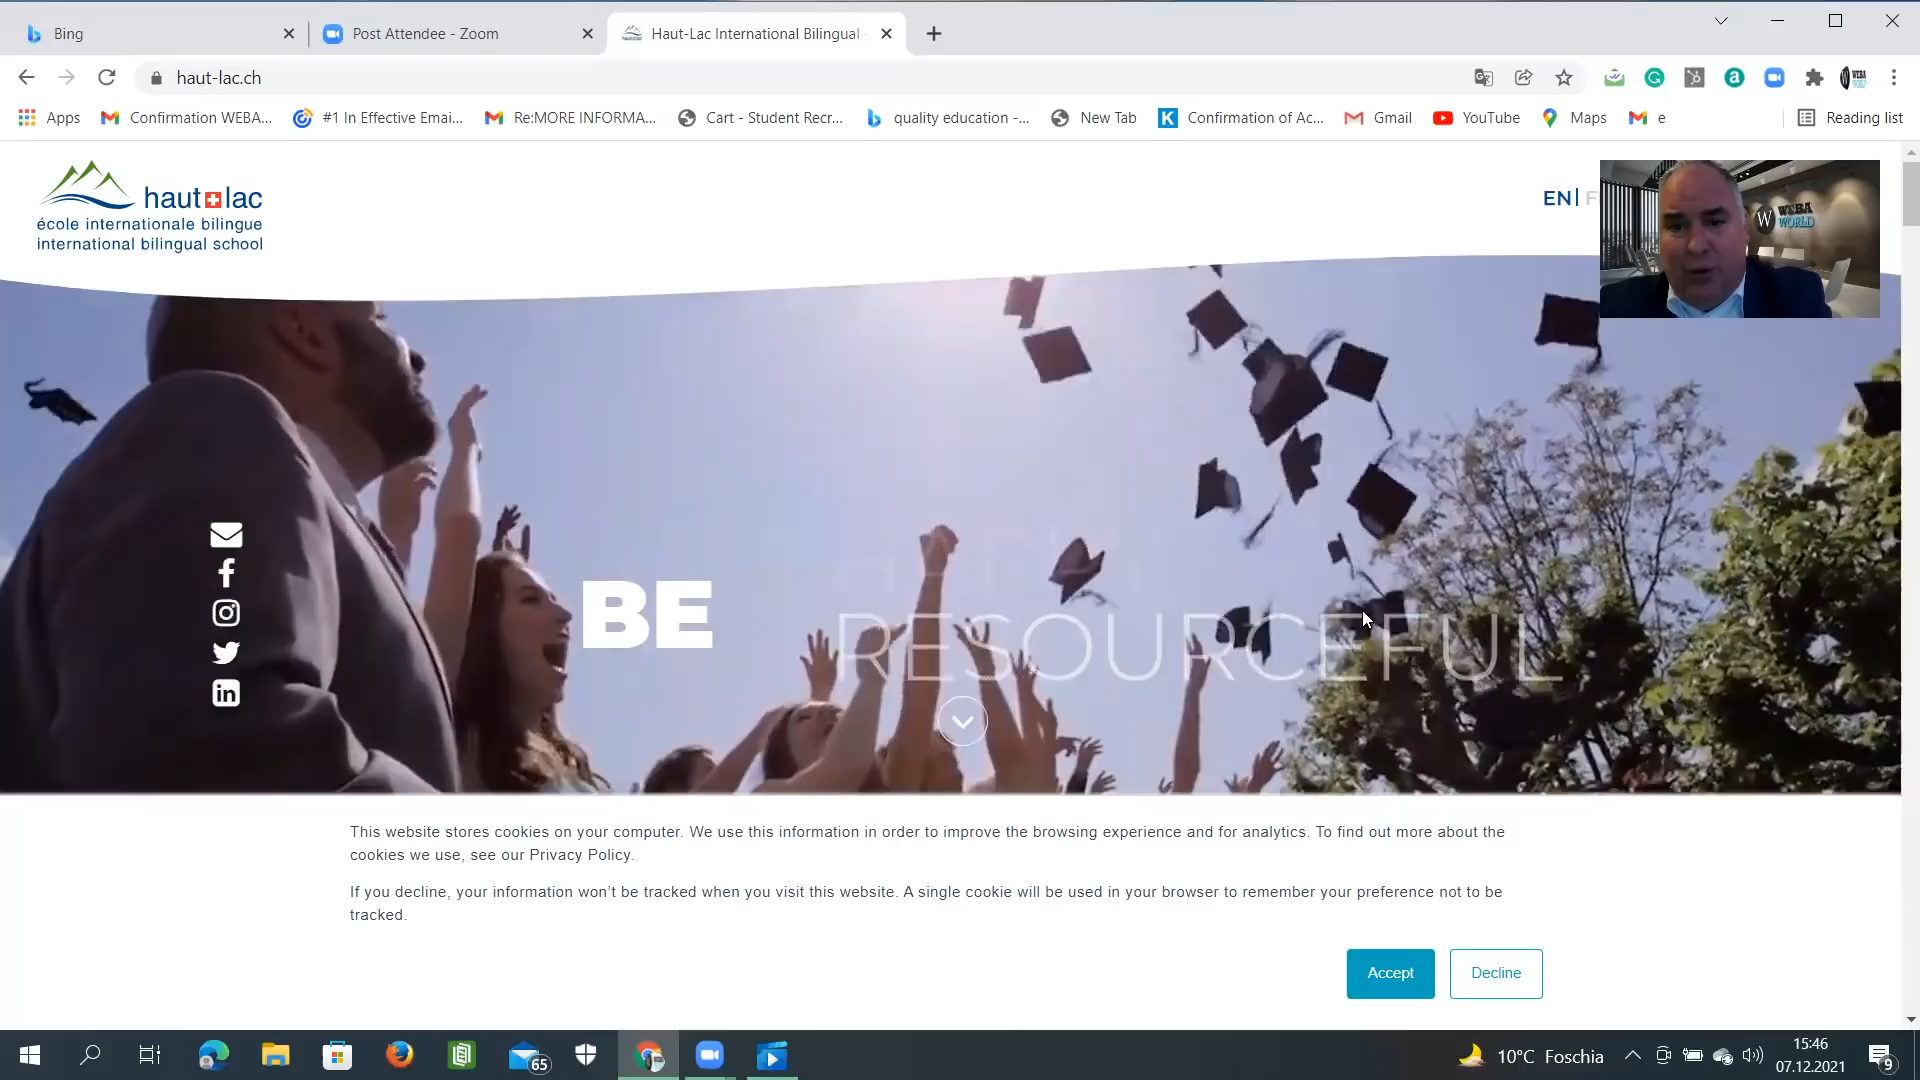 Bing
Post Attendee - Zoom
Haut-Lac International Bilingual
haut-lac.ch
Apps
Confirmation WEBA...
#1 In Effective Emai...
Re:MORE INFORMA...
Cart - Student Recr...
quality education -...
New Tab
Confirmation of Ac...
Gmail
YouTube
Maps
e
Reading list
haut lac
école internationale bilingue
international bilingual school
EN|
WEBA
WORLD
BE
RESOURCEFUL
This website stores cookies on your computer. We use this information in order to improve the browsing experience and for analytics. To find out more about the
cookies we use, see our Privacy Policy.
If you decline, your information won’t be tracked when you visit this website. A single cookie will be used in your browser to remember your preference not to be
tracked.
Accept
Decline
65
10°C Foschia
15:46
07.12.2021
9